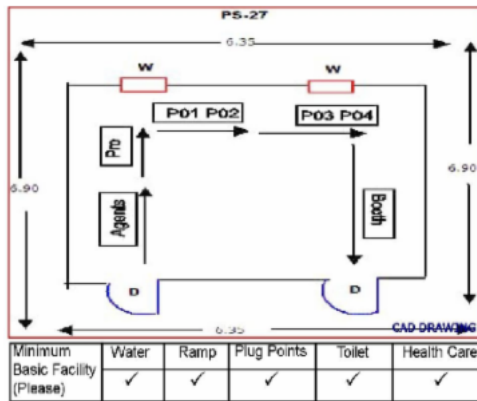 PS-27
6.35
W W
P01 P02 P03 P04
Pro
6.90 6.90
Agents Booth
D D
6.35 CAD DRAWING
Minimum Basic Facility (Please) Water Ramp Plug Points Toilet Health Care
✓ ✓ ✓ ✓ ✓